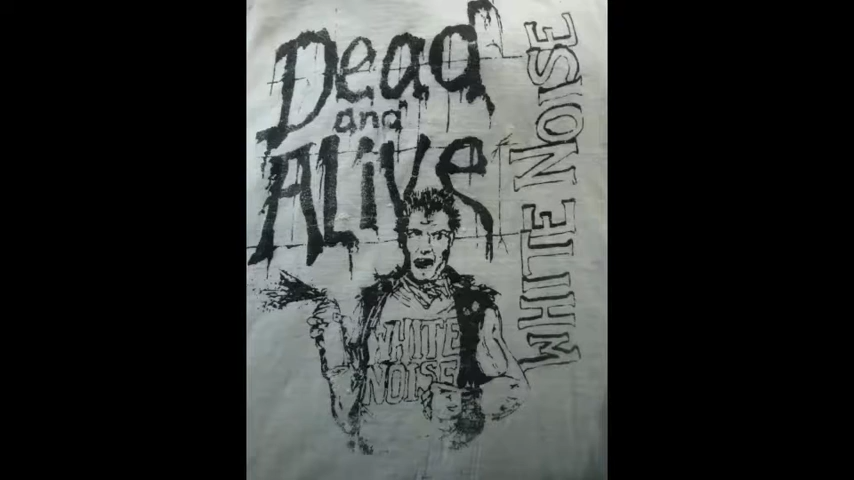 Dead
and
ALive
WHITE NOISE
WHITE
NOISE